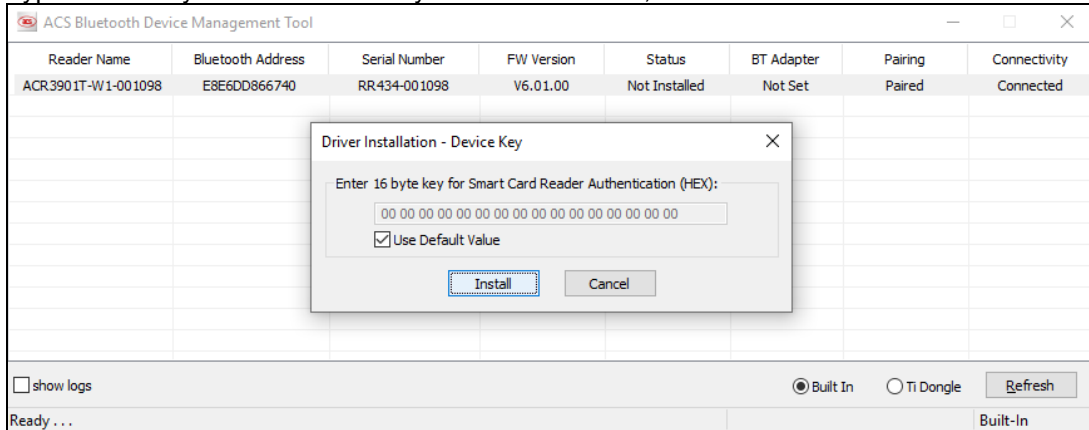 ACS Bluetooth Device Management Tool
Reader Name Bluetooth Address Serial Number FW Version Status BT Adapter Pairing Connectivity
ACR3901T-W1-001098 E8E6DD866740 RR434-001098 V6.01.00 Not Installed Not Set Paired Connected
Driver Installation - Device Key
Enter 16 byte key for Smart Card Reader Authentication (HEX):
00 00 00 00 00 00 00 00 00 00 00 00 00 00 00 00
Use Default Value
Install Cancel
show logs Built In Ti Dongle Refresh
Ready . . . Built-In